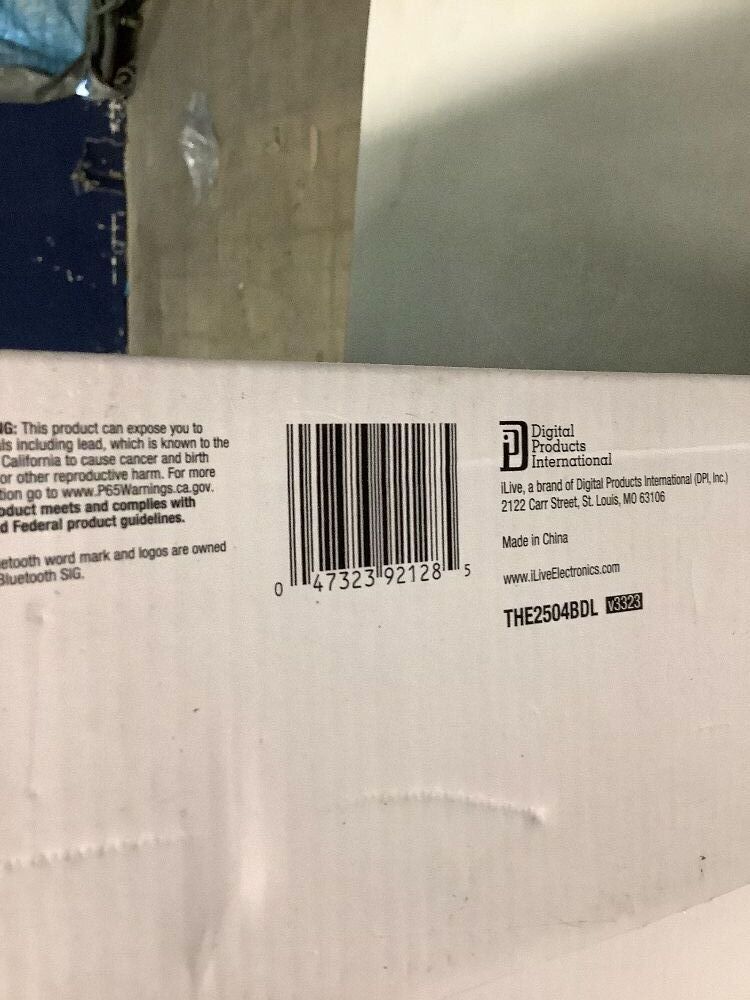 IG: This product can expose you to
ls including lead, which is known to the
California to cause cancer and birth
or other reproductive harm. For more
tion go to www.P65Warnings.ca.gov.
oduct meets and complies with
d Federal product guidelines.
etooth word mark and logos are owned
Bluetooth SIG.
0 47323 92128 5
Digital
Products
International
iLive, a brand of Digital Products International (DPI, Inc.)
2122 Carr Street, St. Louis, MO 63106
Made in China
www.iLiveElectronics.com
THE2504BDL v3323